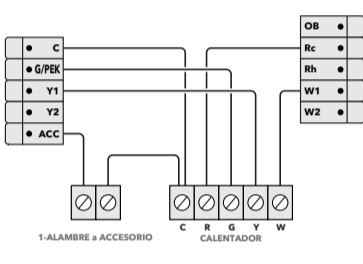 C
G/PEK
Y1
Y2
ACC
OB
Rc
Rh
W1
W2
C R G Y W
1-ALAMBRE a ACCESORIO
CALENTADOR